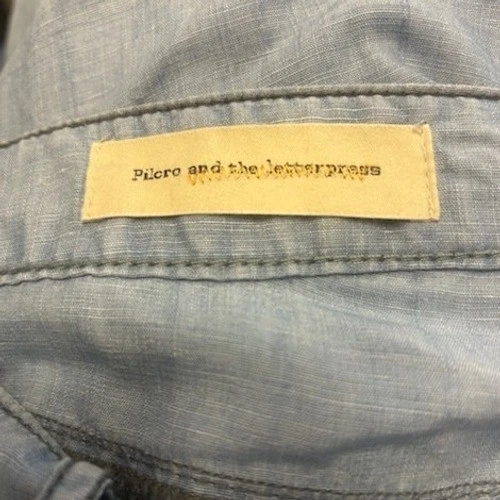 Pilcro and the letterpress